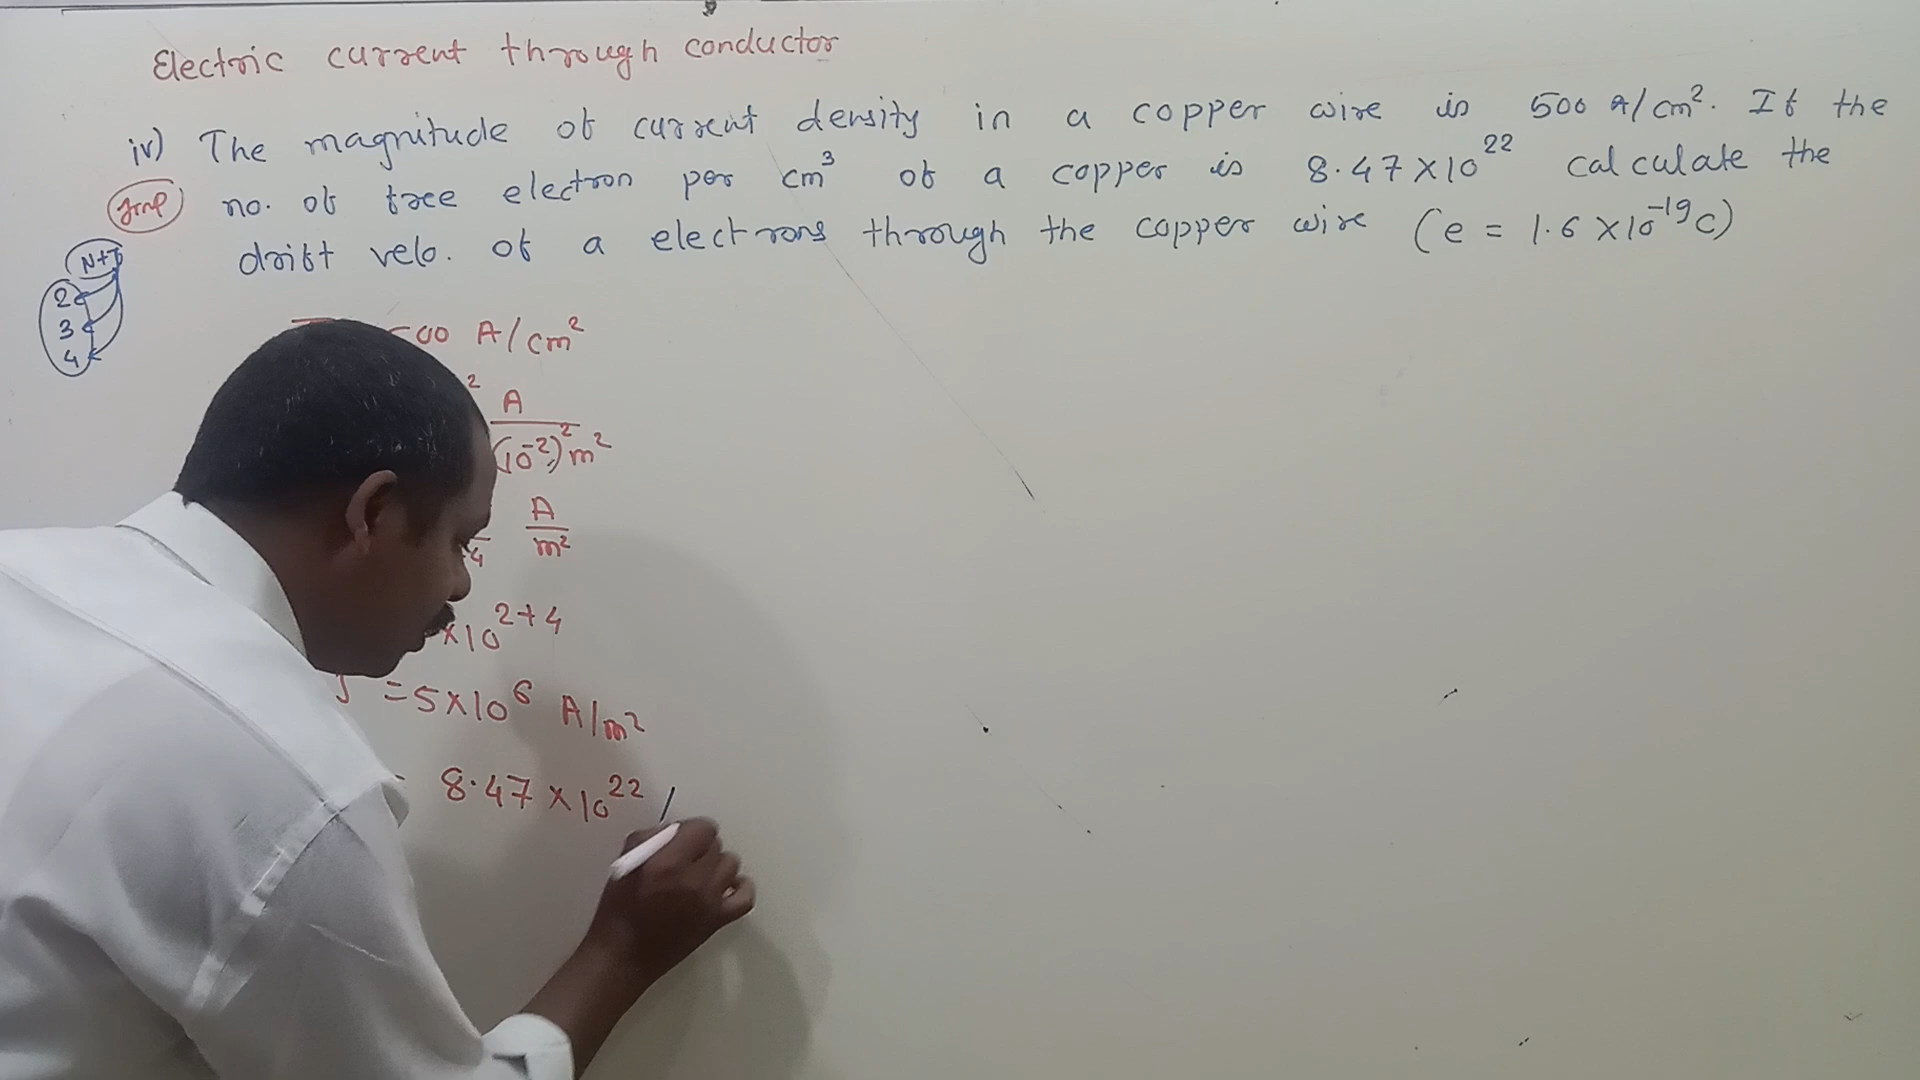 Electric current through conductor
iv) The magnitude of current density in a copper wire is 500 A/cm². If the
Imp no. of free electron per cm³ of a copper is 8.47×10²² calculate the
drift velo. of a electrons through the copper wire (e = 1.6×10⁻¹⁹C)
N+T
2
3
4
00 A/cm²
² A
(10⁻²)² m²
A
4 m²
×10²⁺⁴
J =5×10⁶ A/m²
= 8.47×10²² /